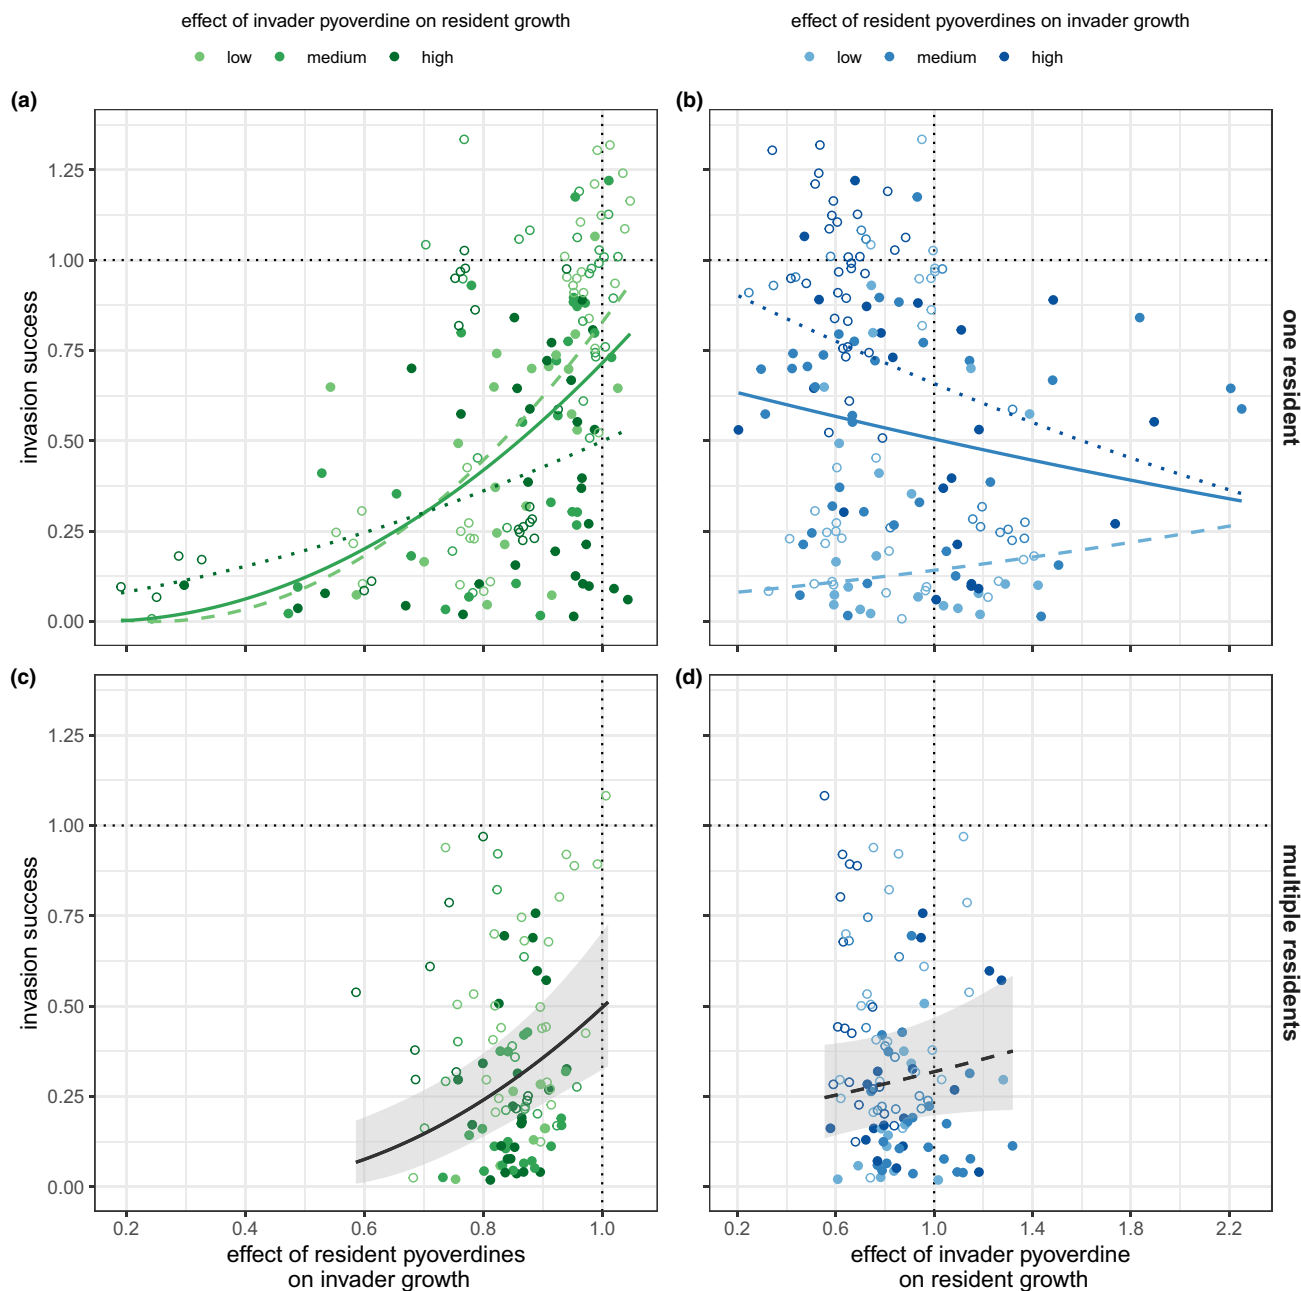 effect of invader pyoverdine on resident growth
low medium high
effect of resident pyoverdines on invader growth
low medium high
(a)
1.25
1.00
0.75
0.50
0.25
0.00
invasion success
(b)
one resident
(c)
1.25
1.00
0.75
0.50
0.25
0.00
invasion success
0.2 0.4 0.6 0.8 1.0
effect of resident pyoverdines
on invader growth
(d)
multiple residents
0.2 0.6 1.0 1.4 1.8 2.2
effect of invader pyoverdine
on resident growth